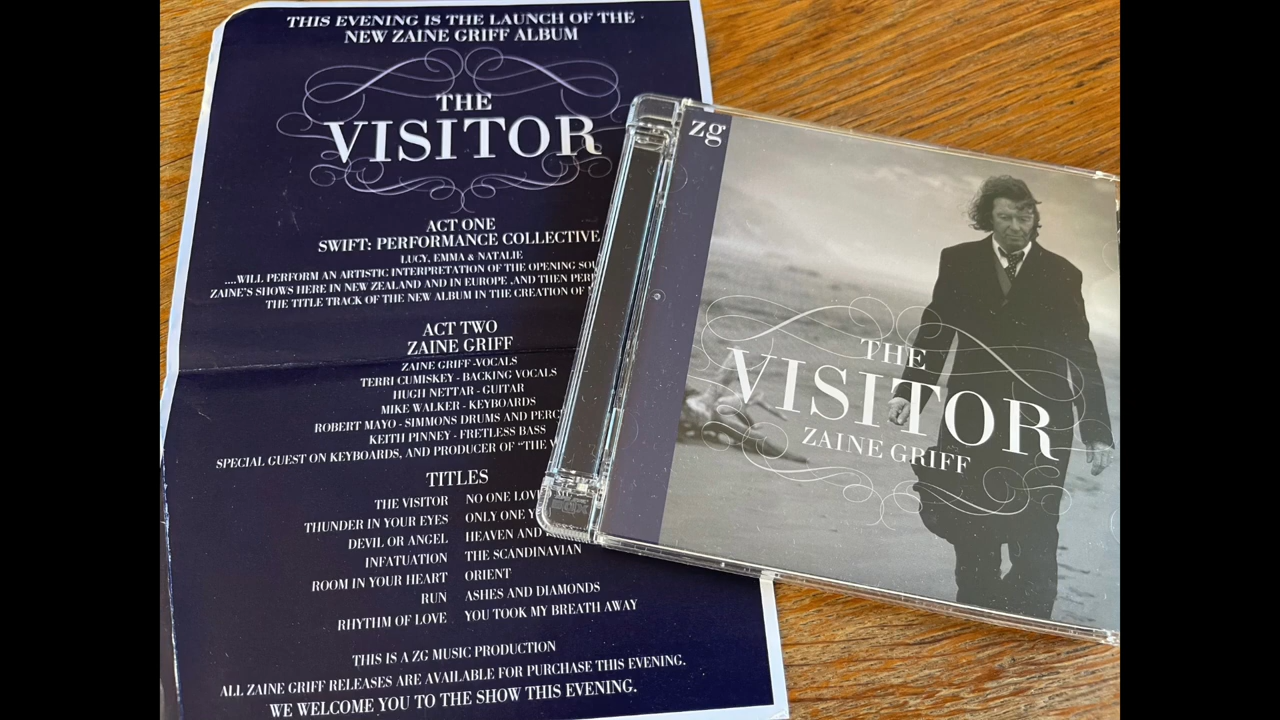 THIS EVENING IS THE LAUNCH OF THE
NEW ZAINE GRIFF ALBUM
THE
VISITOR
ACT ONE
SWIFT: PERFORMANCE COLLECTIVE
LUCY, EMMA & NATALIE
....WILL PERFORM AN ARTISTIC INTERPRETATION OF THE OPENING
ZAINE'S SHOWS HERE IN NEW ZEALAND AND IN EUROPE .AND THEN
THE TITLE TRACK OF THE NEW ALBUM IN THE CREATION OF
ACT TWO
ZAINE GRIFF
ZAINE GRIFF -VOCALS
TERRI CUMISKEY - BACKING VOCALS
HUGH NETTAR - GUITAR
MIKE WALKER - KEYBOARDS
ROBERT MAYO - SIMMONS DRUMS AND
KEITH PINNEY - FRETLESS BASS
SPECIAL GUEST ON KEYBOARDS, AND PRODUCER OF "THE
TITLES
THE VISITOR NO ONE
THUNDER IN YOUR EYES ONLY ONE
DEVIL OR ANGEL HEAVEN AND
INFATUATION THE SCANDINAVIAN
ROOM IN YOUR HEART ORIENT
RUN ASHES AND DIAMONDS
RHYTHM OF LOVE YOU TOOK MY BREATH AWAY
THIS IS A ZG MUSIC PRODUCTION
ALL ZAINE GRIFF RELEASES ARE AVAILABLE FOR PURCHASE THIS EVENING.
WE WELCOME YOU TO THE SHOW THIS EVENING.
zg
THE
VISITOR
ZAINE GRIFF